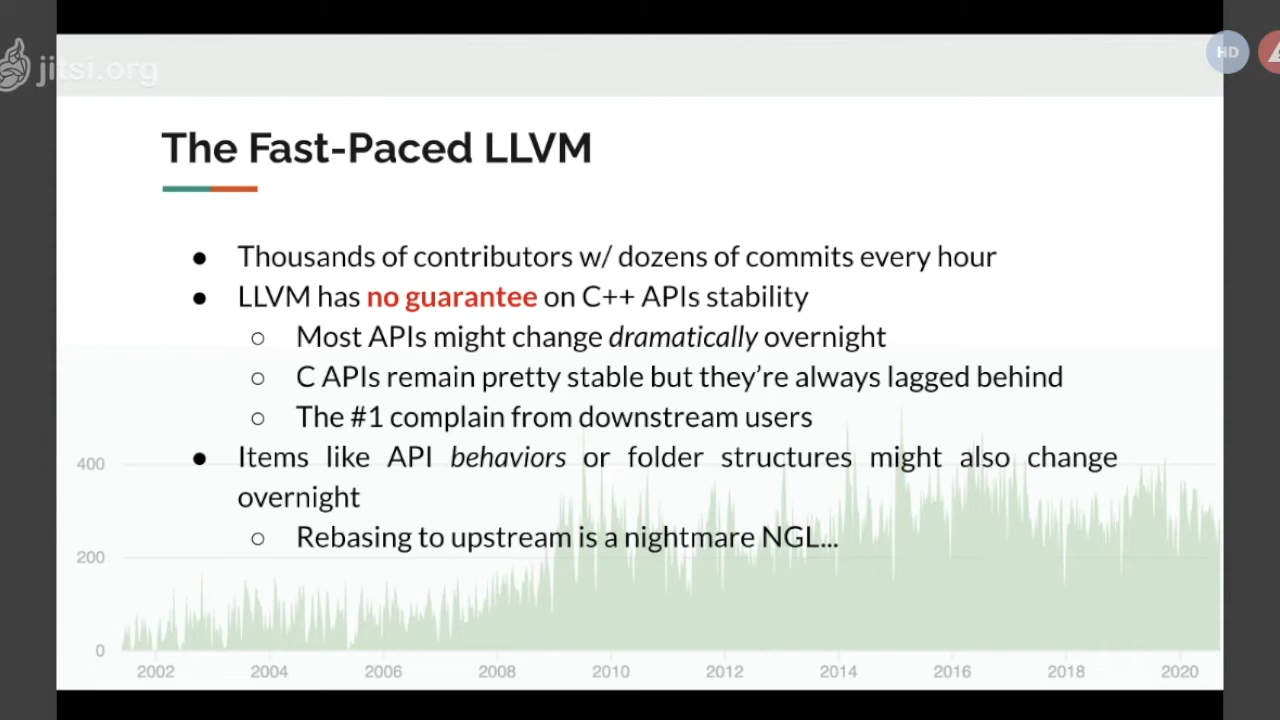 jitsi.org
HD
The Fast-Paced LLVM
● Thousands of contributors w/ dozens of commits every hour
● LLVM has no guarantee on C++ APIs stability
○ Most APIs might change dramatically overnight
○ C APIs remain pretty stable but they’re always lagged behind
○ The #1 complain from downstream users
● Items like API behaviors or folder structures might also change
overnight
○ Rebasing to upstream is a nightmare NGL...
400
200
0
2002 2004 2006 2008 2010 2012 2014 2016 2018 2020